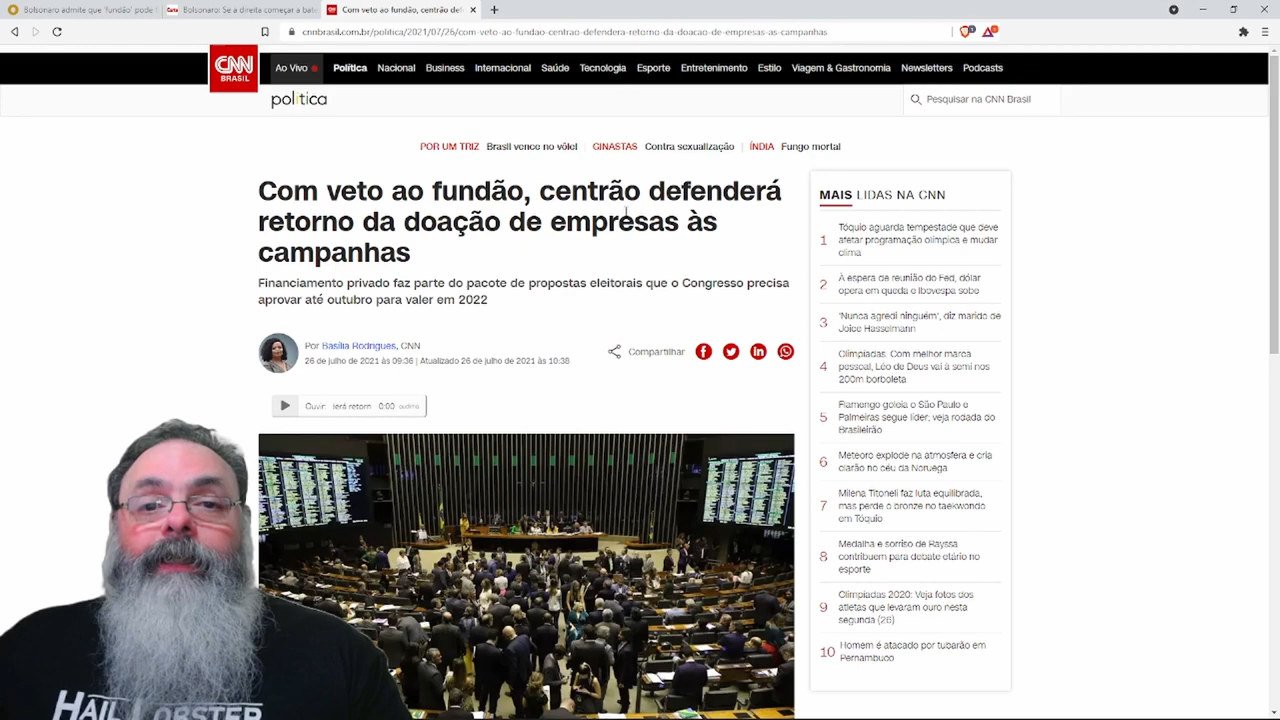 Bolsonaro admite que 'fundão' pode
Carta Bolsonaro: Se a direita começar a bate
Com veto ao fundão, centrão def
cnnbrasil.com.br/politica/2021/07/26/com-veto-ao-fundao-centrao-defendera-retorno-da-doacao-de-empresas-as-campanhas
CNN
BRASIL
Ao Vivo Política Nacional Business Internacional Saúde Tecnologia Esporte Entretenimento Estilo Viagem & Gastronomia Newsletters Podcasts
política
Pesquisar na CNN Brasil
POR UM TRIZ Brasil vence no vôlei GINASTAS Contra sexualização ÍNDIA Fungo mortal
Com veto ao fundão, centrão defenderá
retorno da doação de empresas às
campanhas
Financiamento privado faz parte do pacote de propostas eleitorais que o Congresso precisa
aprovar até outubro para valer em 2022
Por Basília Rodrigues, CNN
26 de julho de 2021 às 09:36 | Atualizado 26 de julho de 2021 às 10:38
Compartilhar
Ouvir: lerá retorn 0:00 audima
MAIS LIDAS NA CNN
1 Tóquio aguarda tempestade que deve
afetar programação olímpica e mudar
clima
2 À espera de reunião do Fed, dólar
opera em queda e Ibovespa sobe
3 'Nunca agredi ninguém', diz marido de
Joice Hasselmann
4 Olimpíadas: Com melhor marca
pessoal, Léo de Deus vai à semi nos
200m borboleta
5 Flamengo goleia o São Paulo e
Palmeiras segue líder; veja rodada do
Brasileirão
6 Meteoro explode na atmosfera e cria
clarão no céu da Noruega
7 Milena Titoneli faz luta equilibrada,
mas perde o bronze no taekwondo
em Tóquio
8 Medalha e sorriso de Rayssa
contribuem para debate etário no
esporte
9 Olimpíadas 2020: Veja fotos dos
atletas que levaram ouro nesta
segunda (26)
10 Homem é atacado por tubarão em
Pernambuco
HAIL LOBSTER